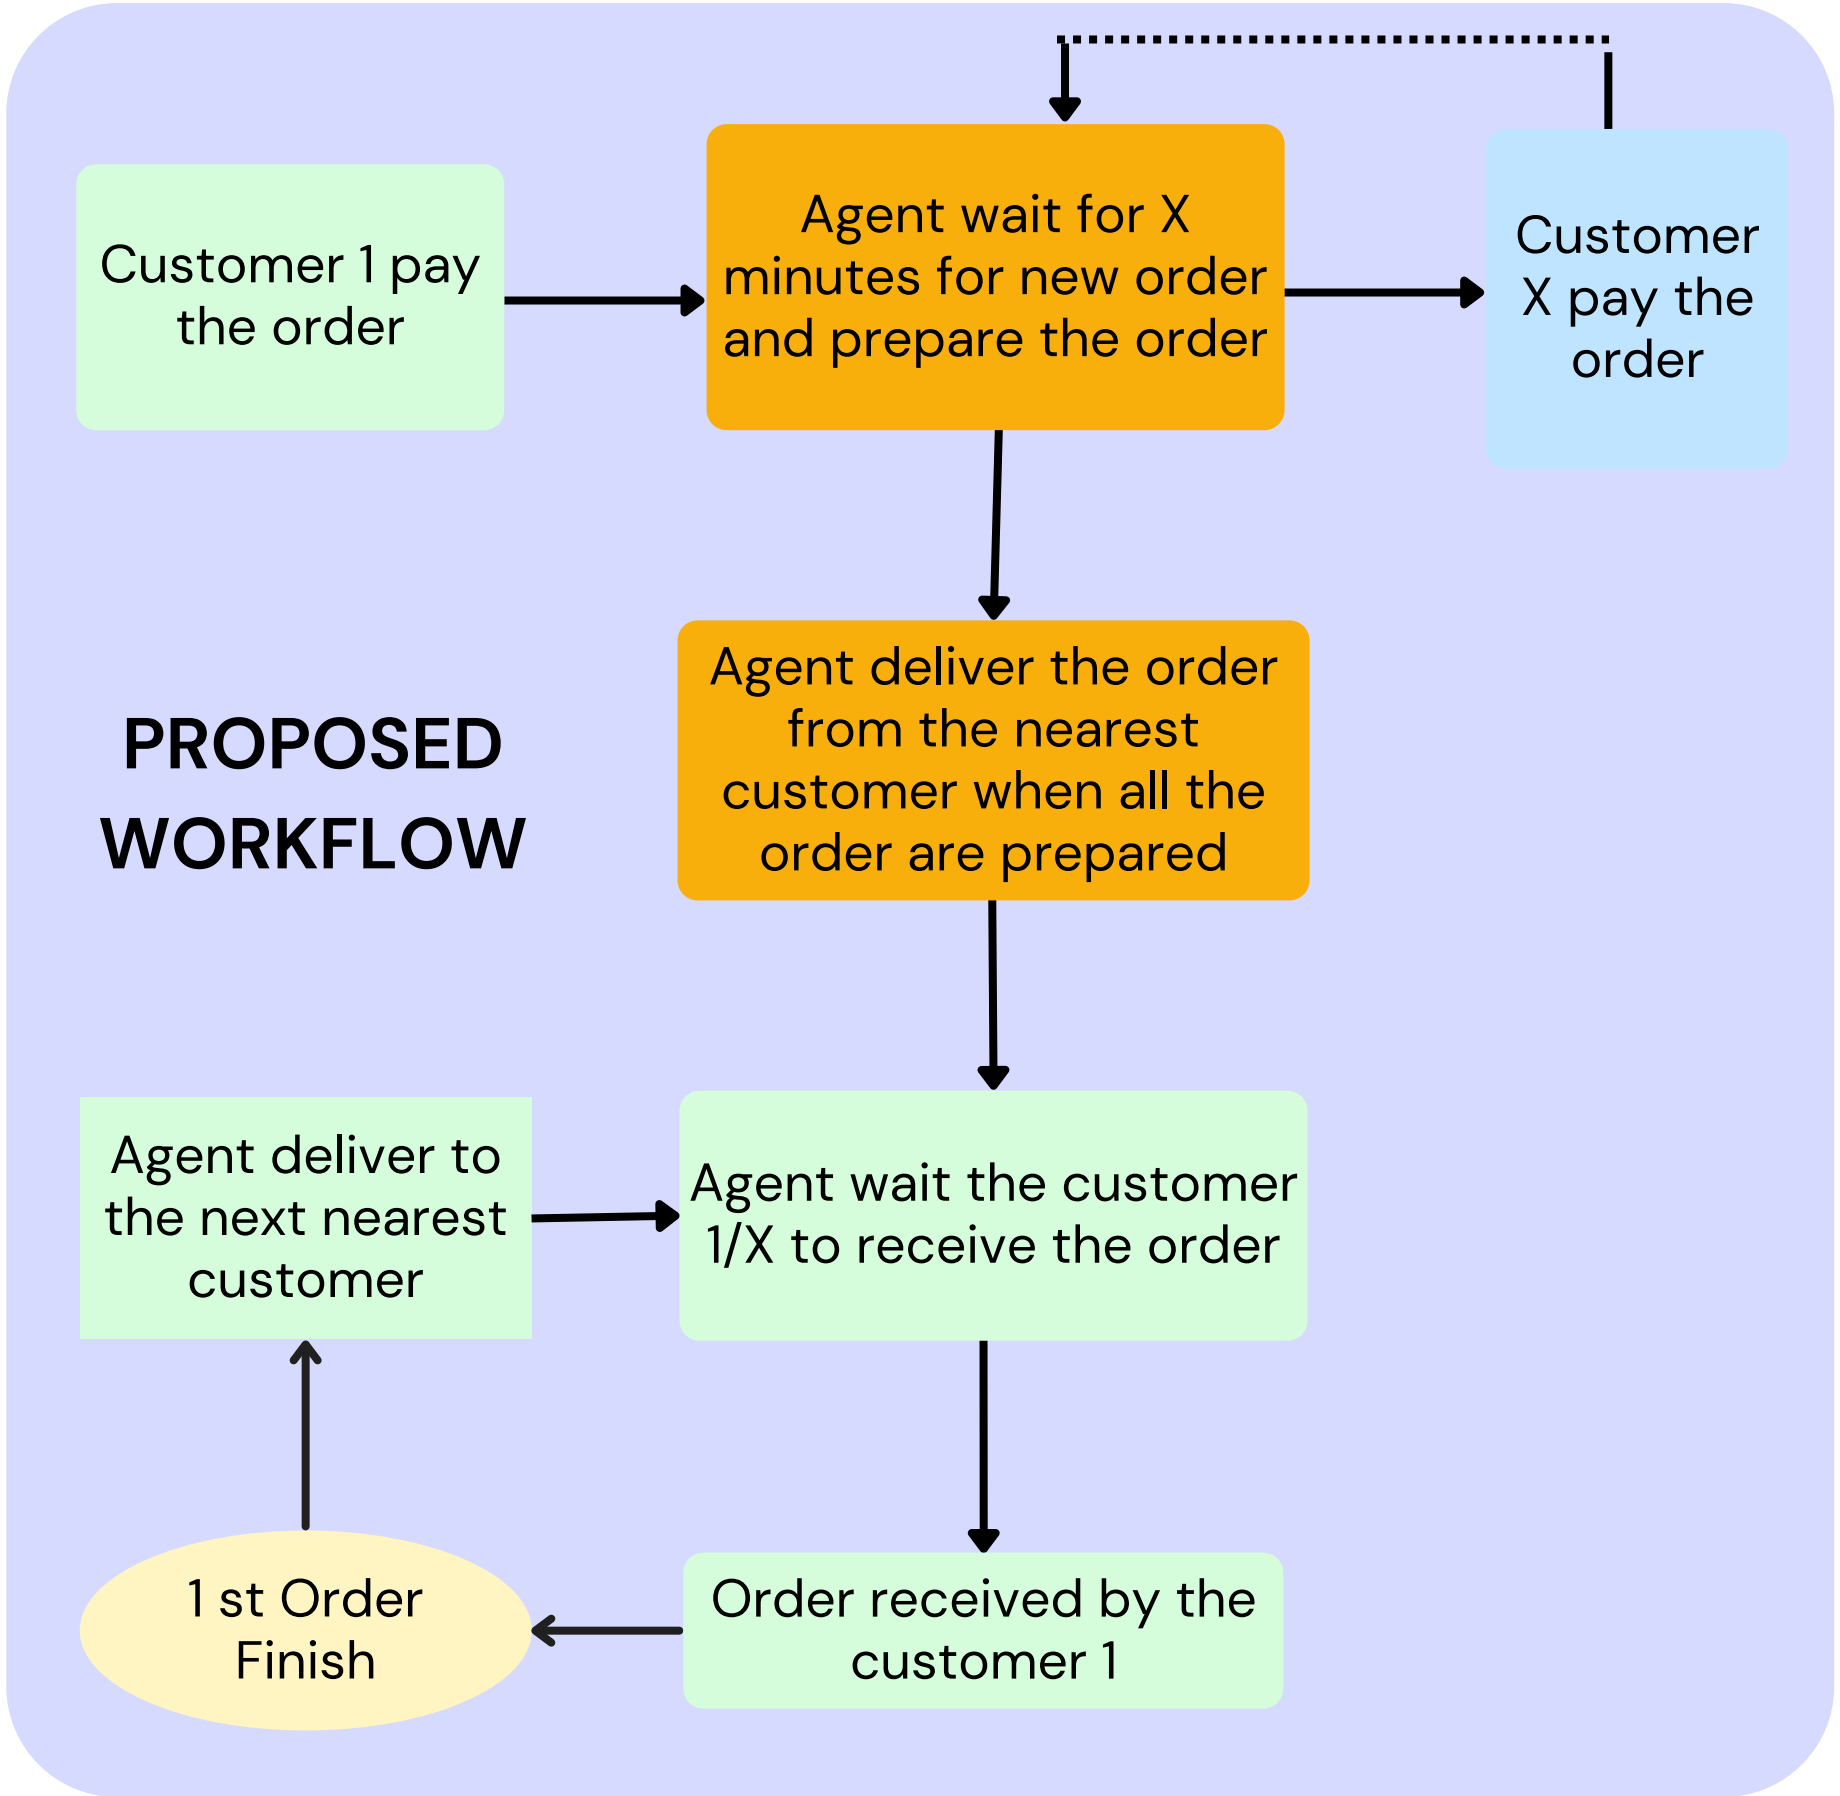 Customer 1 pay
the order
Agent wait for X
minutes for new order
and prepare the order
Customer
X pay the
order
Agent deliver the order
from the nearest
customer when all the
order are prepared
PROPOSED
WORKFLOW
Agent deliver to
the next nearest
customer
Agent wait the customer
1/X to receive the order
1 st Order
Finish
Order received by the
customer 1